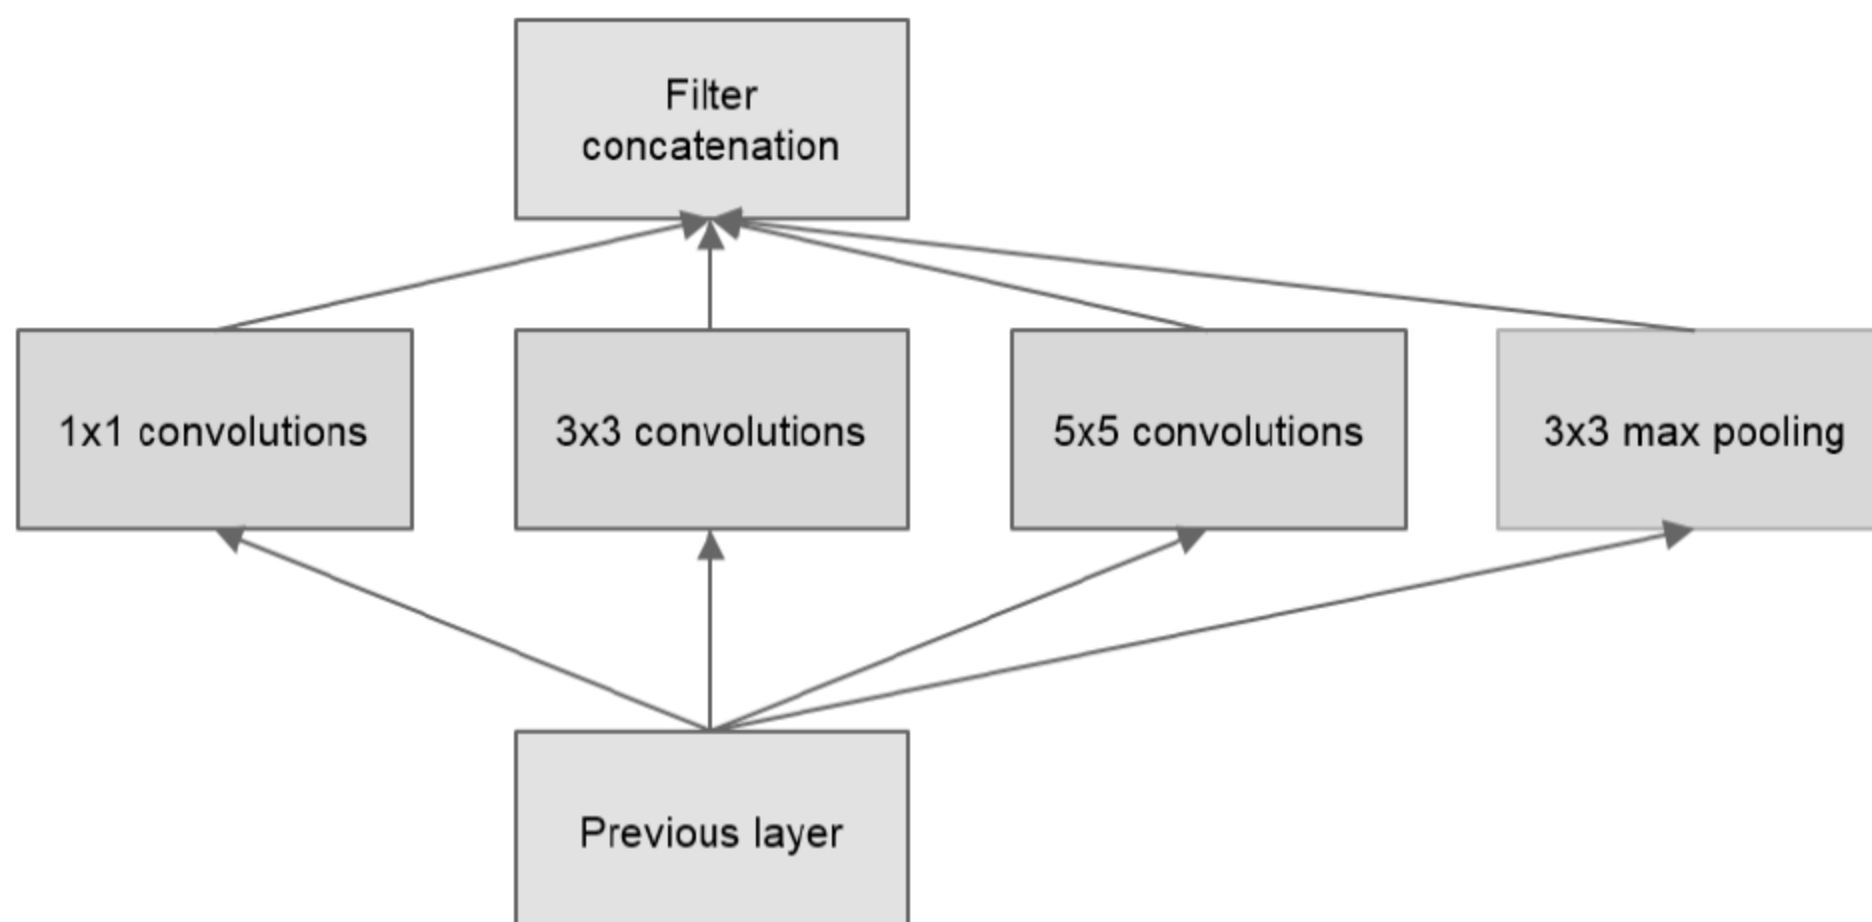 Filter
concatenation
1x1 convolutions
3x3 convolutions
5x5 convolutions
3x3 max pooling
Previous layer